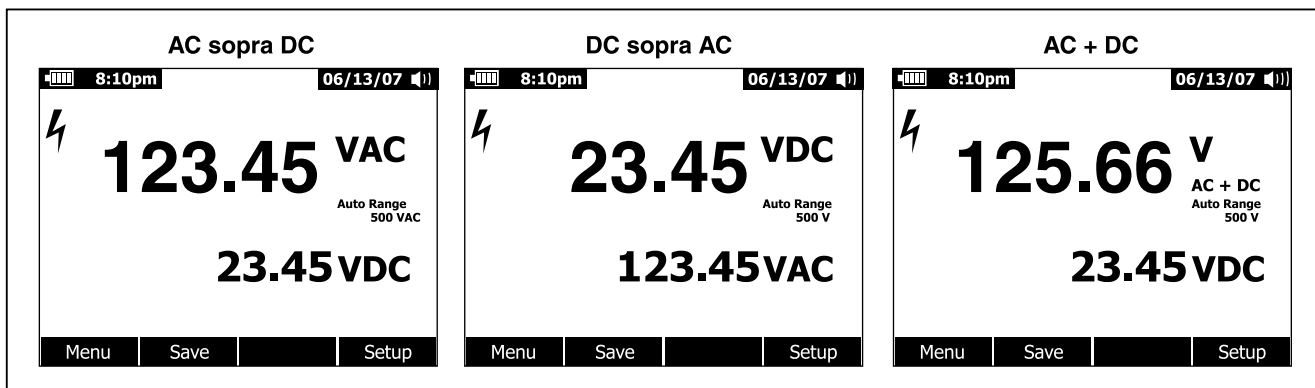 AC sopra DC
8:10pm 06/13/07
123.45 VAC
Auto Range
500 VAC
23.45 VDC
Menu Save Setup
DC sopra AC
8:10pm 06/13/07
23.45 VDC
Auto Range
500 V
123.45 VAC
Menu Save Setup
AC + DC
8:10pm 06/13/07
125.66 V
AC + DC
Auto Range
500 V
23.45 VDC
Menu Save Setup